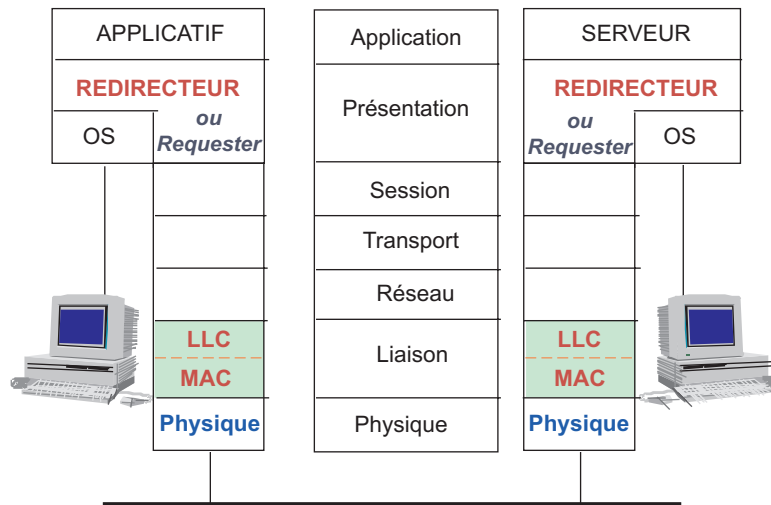 APPLICATIF
REDIRECTEUR
ou
Requester
OS
LLC
MAC
Physique
Application
Présentation
Session
Transport
Réseau
Liaison
Physique
SERVEUR
REDIRECTEUR
ou
Requester
OS
LLC
MAC
Physique